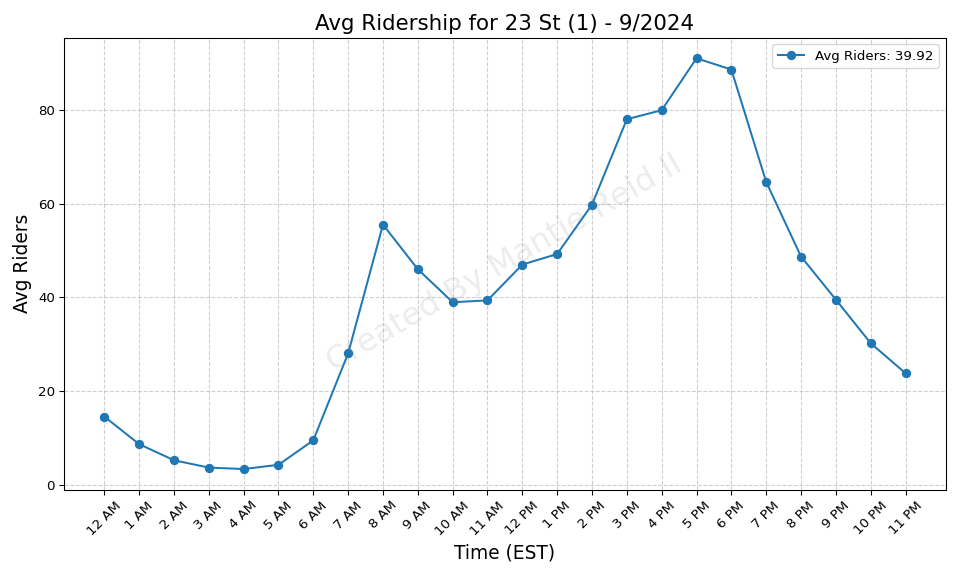 Avg Ridership for 23 St (1) - 9/2024
Avg Riders: 39.92
Avg Riders
80
60
40
20
0
Created By Mantie Reid II
12 AM
1 AM
2 AM
3 AM
4 AM
5 AM
6 AM
7 AM
8 AM
9 AM
10 AM
11 AM
12 PM
1 PM
2 PM
3 PM
4 PM
5 PM
6 PM
7 PM
8 PM
9 PM
10 PM
11 PM
Time (EST)